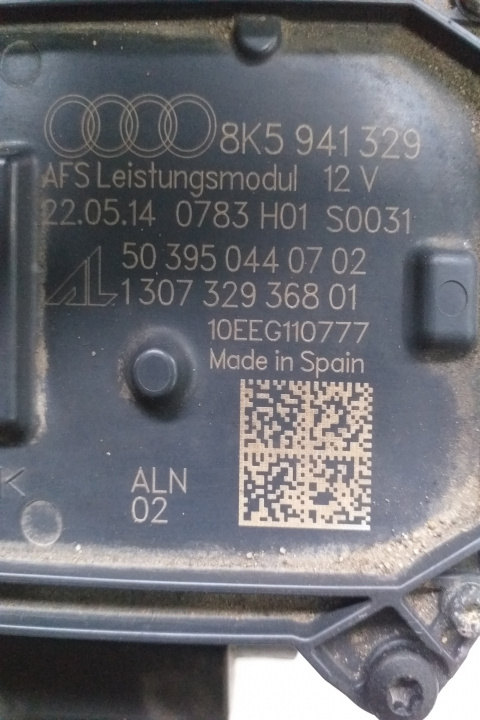 8K5 941 329
AFS Leistungsmodul 12 V
22.05.14 0783 H01 S0031
50 395 044 07 02
AL 1 307 329 368 01
10EEG110777
Made in Spain
K
ALN
02